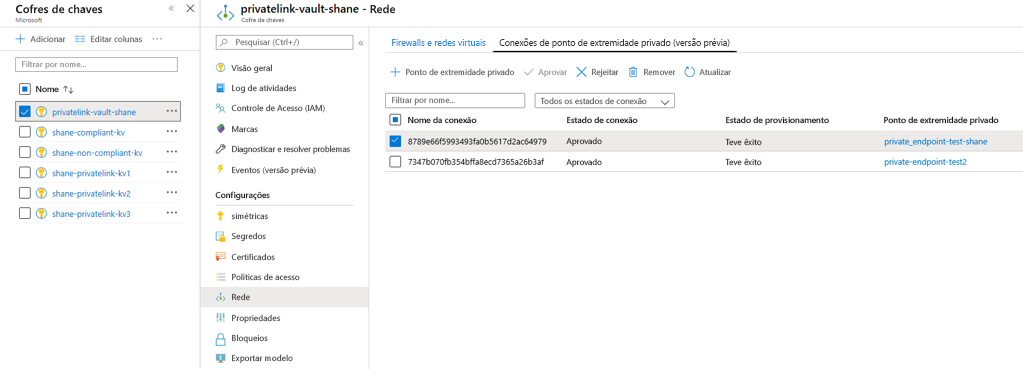 Cofres de chaves
Microsoft
Adicionar
Editar colunas
Filtrar por nome...
Nome
privatelink-vault-shane
shane-compliant-kv
shane-non-compliant-kv
shane-privatelink-kv1
shane-privatelink-kv2
shane-privatelink-kv3
privatelink-vault-shane - Rede
Cofre de chaves
Pesquisar (Ctrl+/)
Visão geral
Log de atividades
Controle de Acesso (IAM)
Marcas
Diagnosticar e resolver problemas
Eventos (versão prévia)
Configurações
simétricas
Segredos
Certificados
Políticas de acesso
Rede
Propriedades
Bloqueios
Exportar modelo
Firewalls e redes virtuais
Conexões de ponto de extremidade privado (versão prévia)
Ponto de extremidade privado
Aprovar
Rejeitar
Remover
Atualizar
Filtrar por nome...
Todos os estados de conexão
Nome da conexão Estado de conexão Estado de provisionamento Ponto de extremidade privado
8789e66f5993493fa0b5617d2ac64979 Aprovado Teve êxito private_endpoint-test-shane
7347b070fb354bffa8ecd7365a26b3af Aprovado Teve êxito private-endpoint-test2